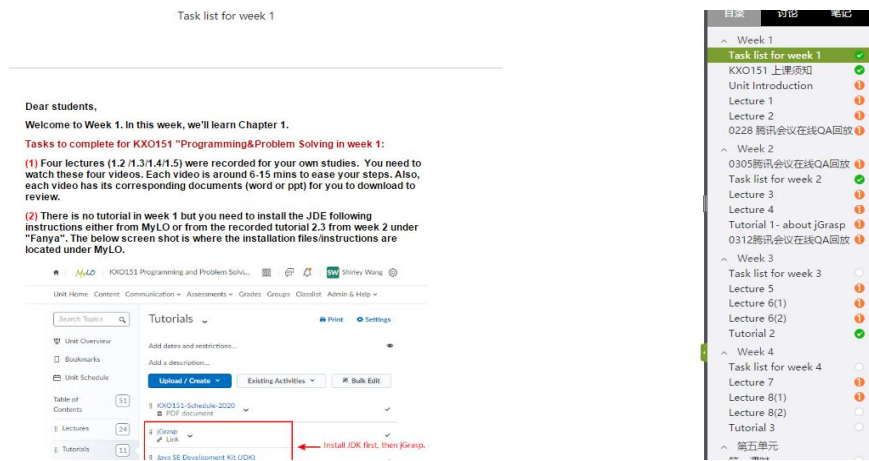 Task list for week 1
Dear students,
Welcome to Week 1. In this week, we'll learn Chapter 1.
Tasks to complete for KXO151 "Programming&Problem Solving in week 1:
(1) Four lectures (1.2 /1.3/1.4/1.5) were recorded for your own studies. You need to
watch these four videos. Each video is around 6-15 mins to ease your steps. Also,
each video has its corresponding documents (word or ppt) for you to download to
review.
(2) There is no tutorial in week 1 but you need to install the JDE following
instructions either from MyLO or from the recorded tutorial 2.3 from week 2 under
"Fanya". The below screen shot is where the installation files/instructions are
located under MyLO.
MyLO KXO151 Programming and Problem Solvi... SW Shirley Wang
Unit Home Content Communication Assessments Grades Groups Classlist Admin & Help
Search Topics
Unit Overview
Bookmarks
Unit Schedule
Table of Contents 51
Lectures 24
Tutorials 11
Tutorials
Print Settings
Add dates and restrictions...
Add a description...
Upload / Create Existing Activities Bulk Edit
KXO151-Schedule-2020
PDF document
jGrasp
Link
Install JDK first, then jGrasp.
Java SE Development Kit (JDK)
目录 讨论 笔记
Week 1
Task list for week 1
KXO151 上课须知
Unit Introduction 1
Lecture 1 1
Lecture 2 1
0228 腾讯会议在线QA回放 1
Week 2
0305腾讯会议在线QA回放 1
Task list for week 2
Lecture 3 1
Lecture 4 1
Tutorial 1- about jGrasp 1
0312腾讯会议在线QA回放 1
Week 3
Task list for week 3
Lecture 5 1
Lecture 6(1) 1
Lecture 6(2) 1
Tutorial 2
Week 4
Task list for week 4
Lecture 7 1
Lecture 8(1) 1
Lecture 8(2)
Tutorial 3
第五单元